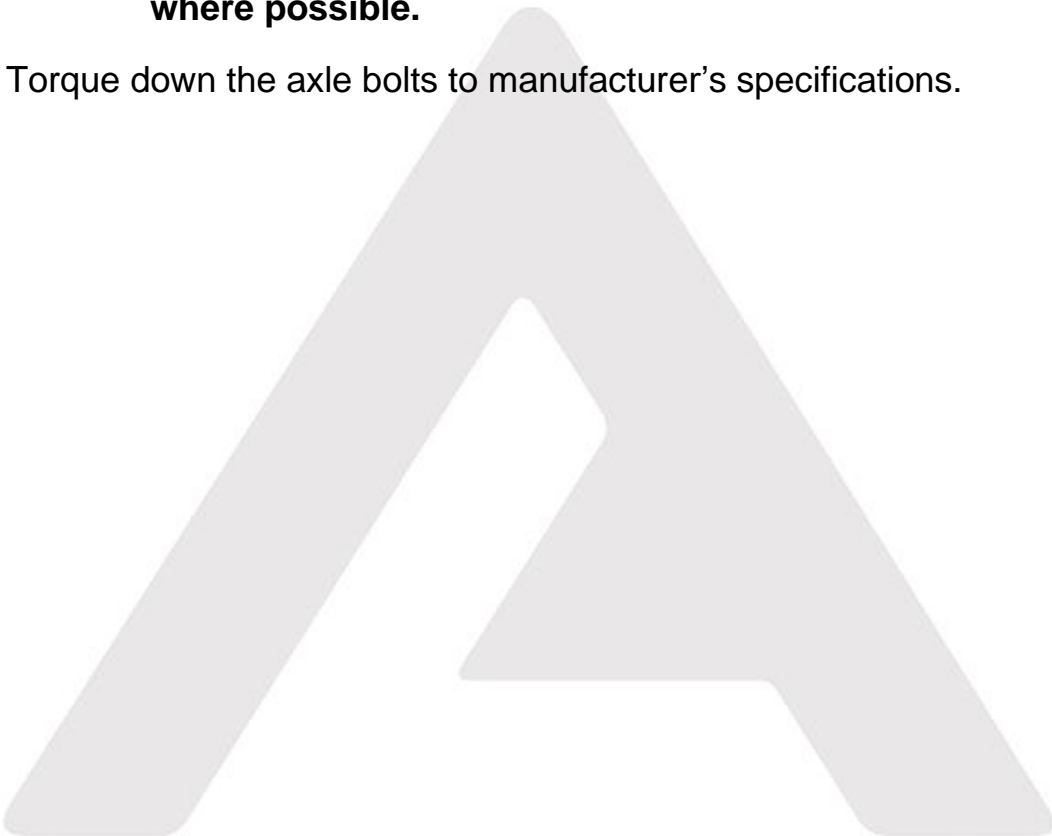 where possible.
Torque down the axle bolts to manufacturer’s specifications.